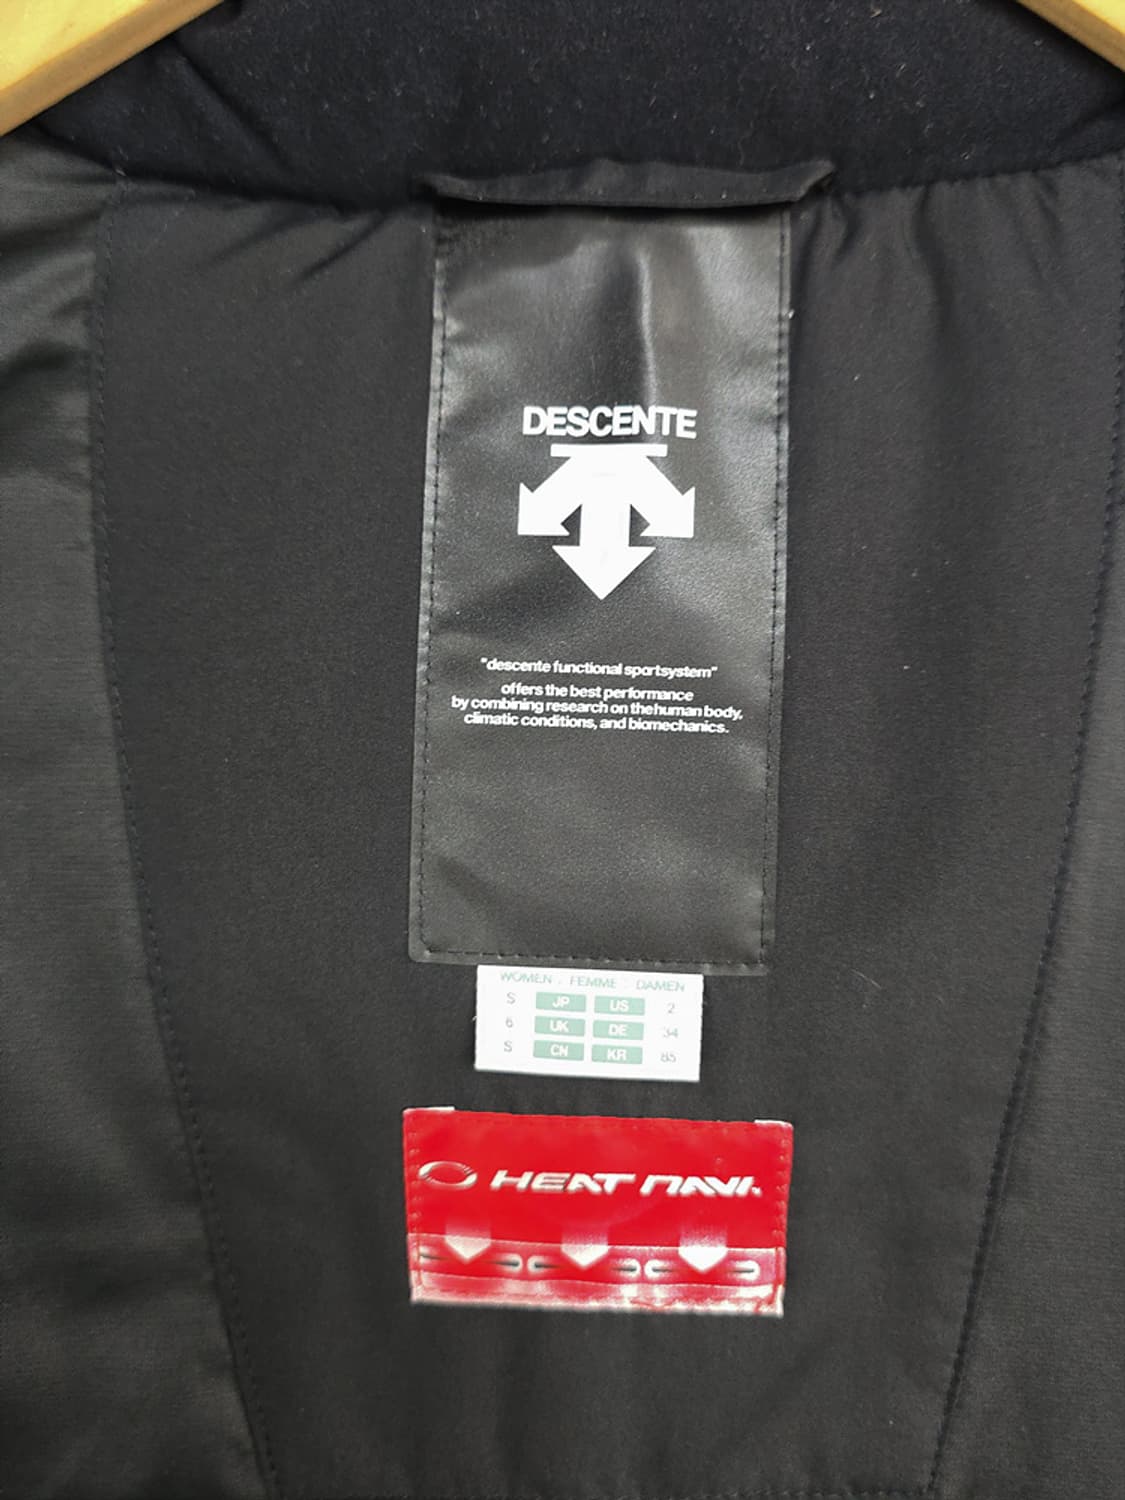 DESCENTE
"descente functional sportsystem"
offers the best performance
by combining research on the human body,
climatic conditions, and biomechanics.
WOMEN . FEMME . DAMEN
S JP US 2
6 UK DE 34
S CN KR 85
HEAT NAVI™